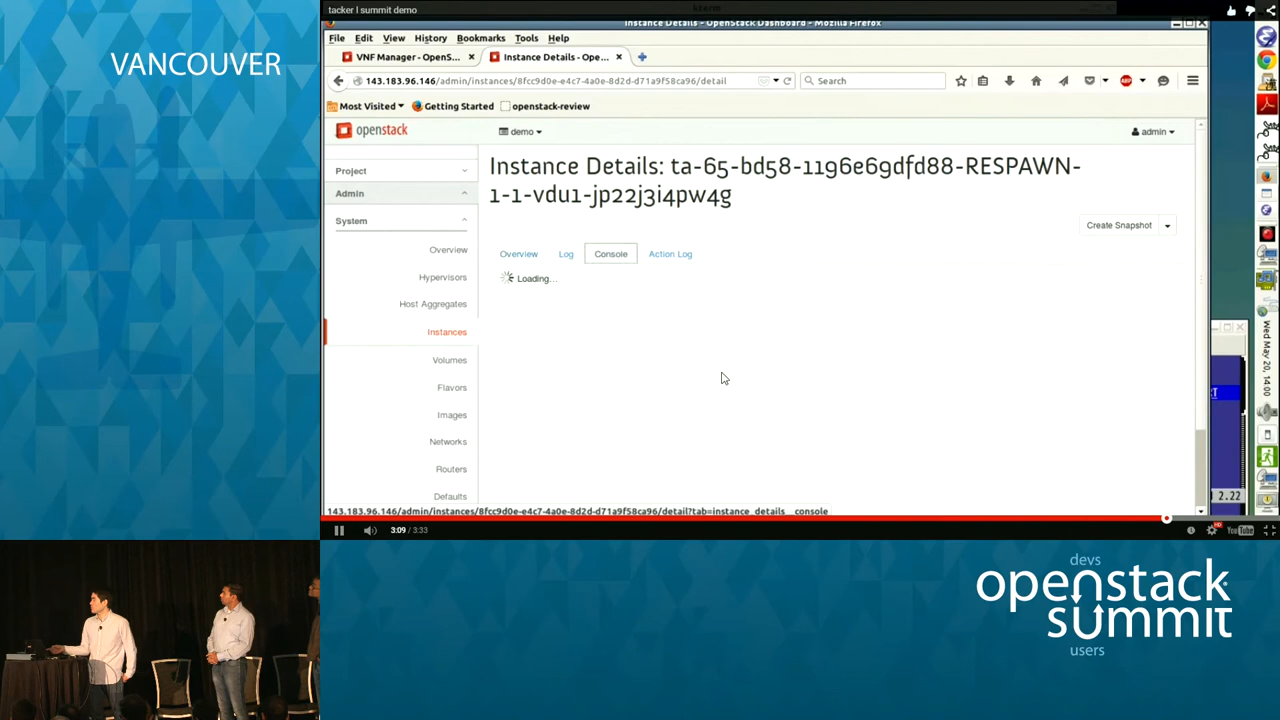 VANCOUVER
tacker l summit demo
Instance Details - OpenStack Dashboard - Mozilla Firefox
File Edit View History Bookmarks Tools Help
VNF Manager - OpenS... Instance Details - Ope...
143.183.96.146/admin/instances/8fcc9d0e-e4c7-4a0e-8d2d-d71a9f58ca96/detail Search
Most Visited Getting Started openstack-review
openstack demo admin
Project
Admin
System
Overview
Hypervisors
Host Aggregates
Instances
Volumes
Flavors
Images
Networks
Routers
Defaults
Instance Details: ta-65-bd58-1196e69dfd88-RESPAWN-
1-1-vdu1-jp22j3i4pw4g
Create Snapshot
Overview Log Console Action Log
Loading...
143.183.96.146/admin/instances/8fcc9d0e-e4c7-4a0e-8d2d-d71a9f58ca96/detail?tab=instance_details__console
Wed May 20, 14:00
2.22
3:09 / 3:33
HD
YouTube
devs
openstack
summit
users